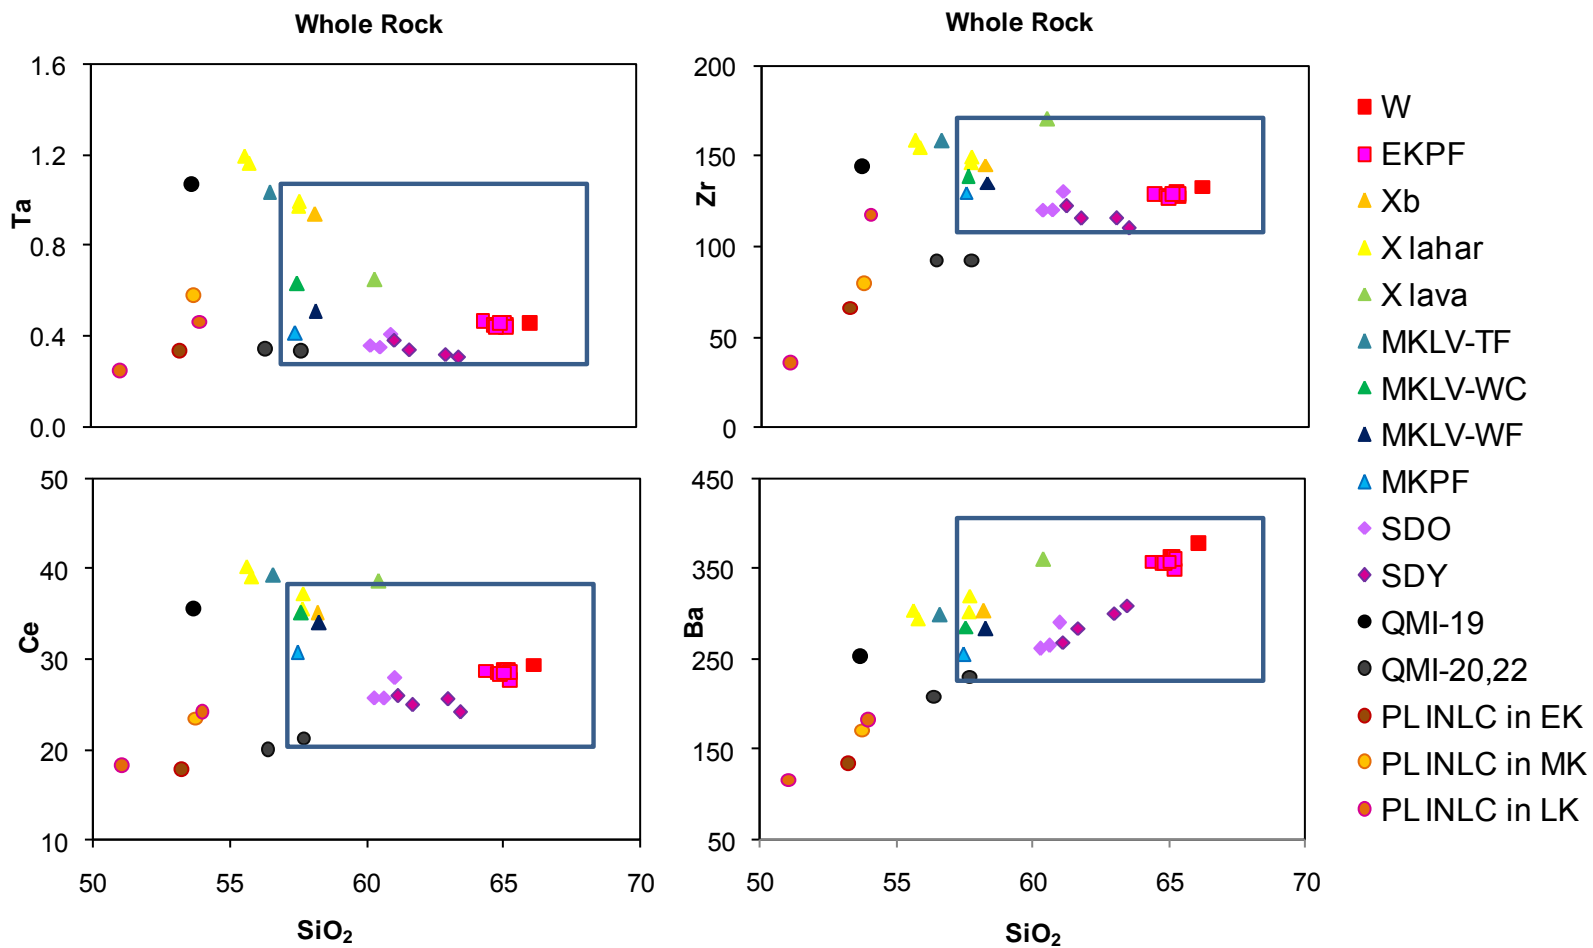 Whole Rock
1.6
1.2
0.8
0.4
0.0
Ta
Whole Rock
200
150
100
50
0
Zr
50
40
30
20
10
Ce
50 55 60 65 70
SiO₂
450
350
250
150
50
Ba
50 55 60 65 70
SiO₂
W
EKPF
Xb
X lahar
X lava
MKLV-TF
MKLV-WC
MKLV-WF
MKPF
SDO
SDY
QMI-19
QMI-20,22
PL INLC in EK
PL INLC in MK
PL INLC in LK